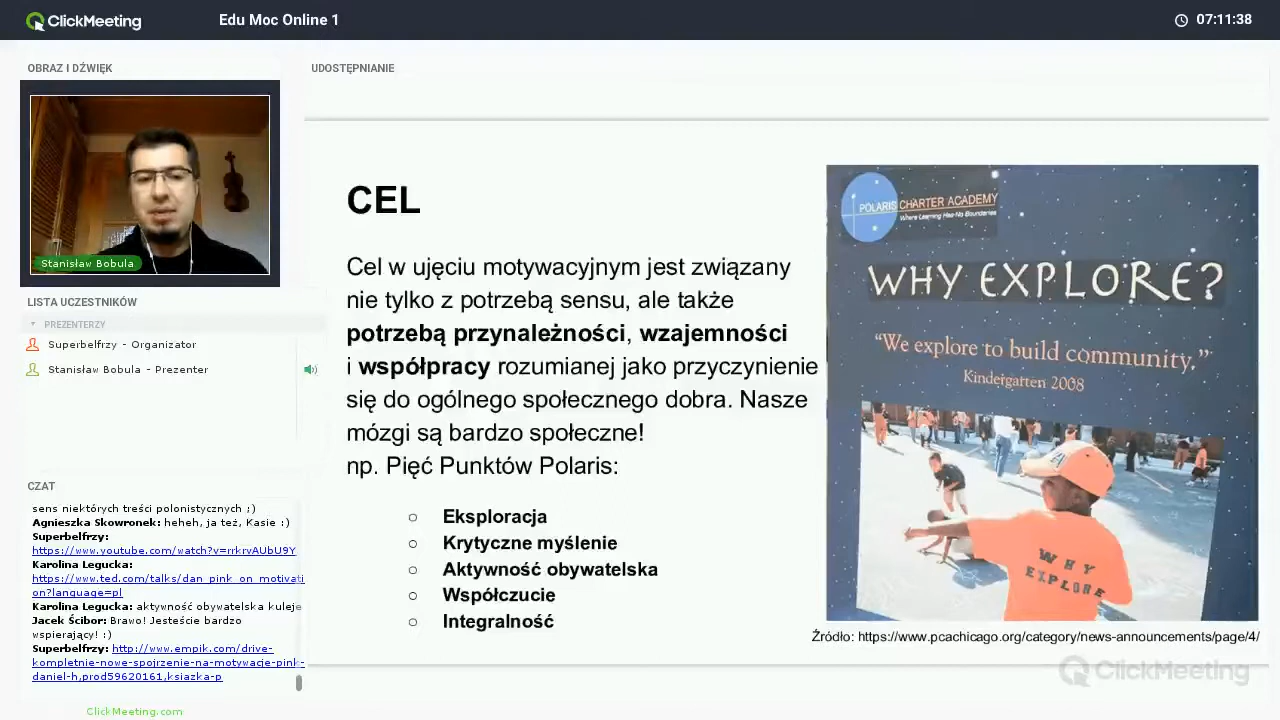 ClickMeeting
Edu Moc Online 1
07:11:38
OBRAZ I DŹWIĘK
Stanisław Bobula
LISTA UCZESTNIKÓW
PREZENTERZY
Superbelfrzy - Organizator
Stanisław Bobula - Prezenter
CZAT
sens niektórych treści polonistycznych ;)
Agnieszka Skowronek: heheh, ja też, Kasie :)
Superbelfrzy:
https://www.youtube.com/watch?v=rrkrvAUbU9Y
Karolina Legucka:
https://www.ted.com/talks/dan_pink_on_motivati
on?language=pl
Karolina Legucka: aktywność obywatelska kuleje
Jacek Ścibor: Brawo! Jesteście bardzo
wspierający! :)
Superbelfrzy: http://www.empik.com/drive-
kompletnie-nowe-spojrzenie-na-motywacje-pink-
daniel-h,prod59620161,ksiazka-p
ClickMeeting.com
UDOSTĘPNIANIE
CEL
Cel w ujęciu motywacyjnym jest związany
nie tylko z potrzebą sensu, ale także
potrzebą przynależności, wzajemności
i współpracy rozumianej jako przyczynienie
się do ogólnego społecznego dobra. Nasze
mózgi są bardzo społeczne!
np. Pięć Punktów Polaris:
Eksploracja
Krytyczne myślenie
Aktywność obywatelska
Współczucie
Integralność
POLARIS CHARTER ACADEMY
Where Learning Has No Boundaries
WHY EXPLORE?
“We explore to build community.”
Kindergarten 2008
WHY
EXPLORE
Źródło: https://www.pcachicago.org/category/news-announcements/page/4/
ClickMeeting